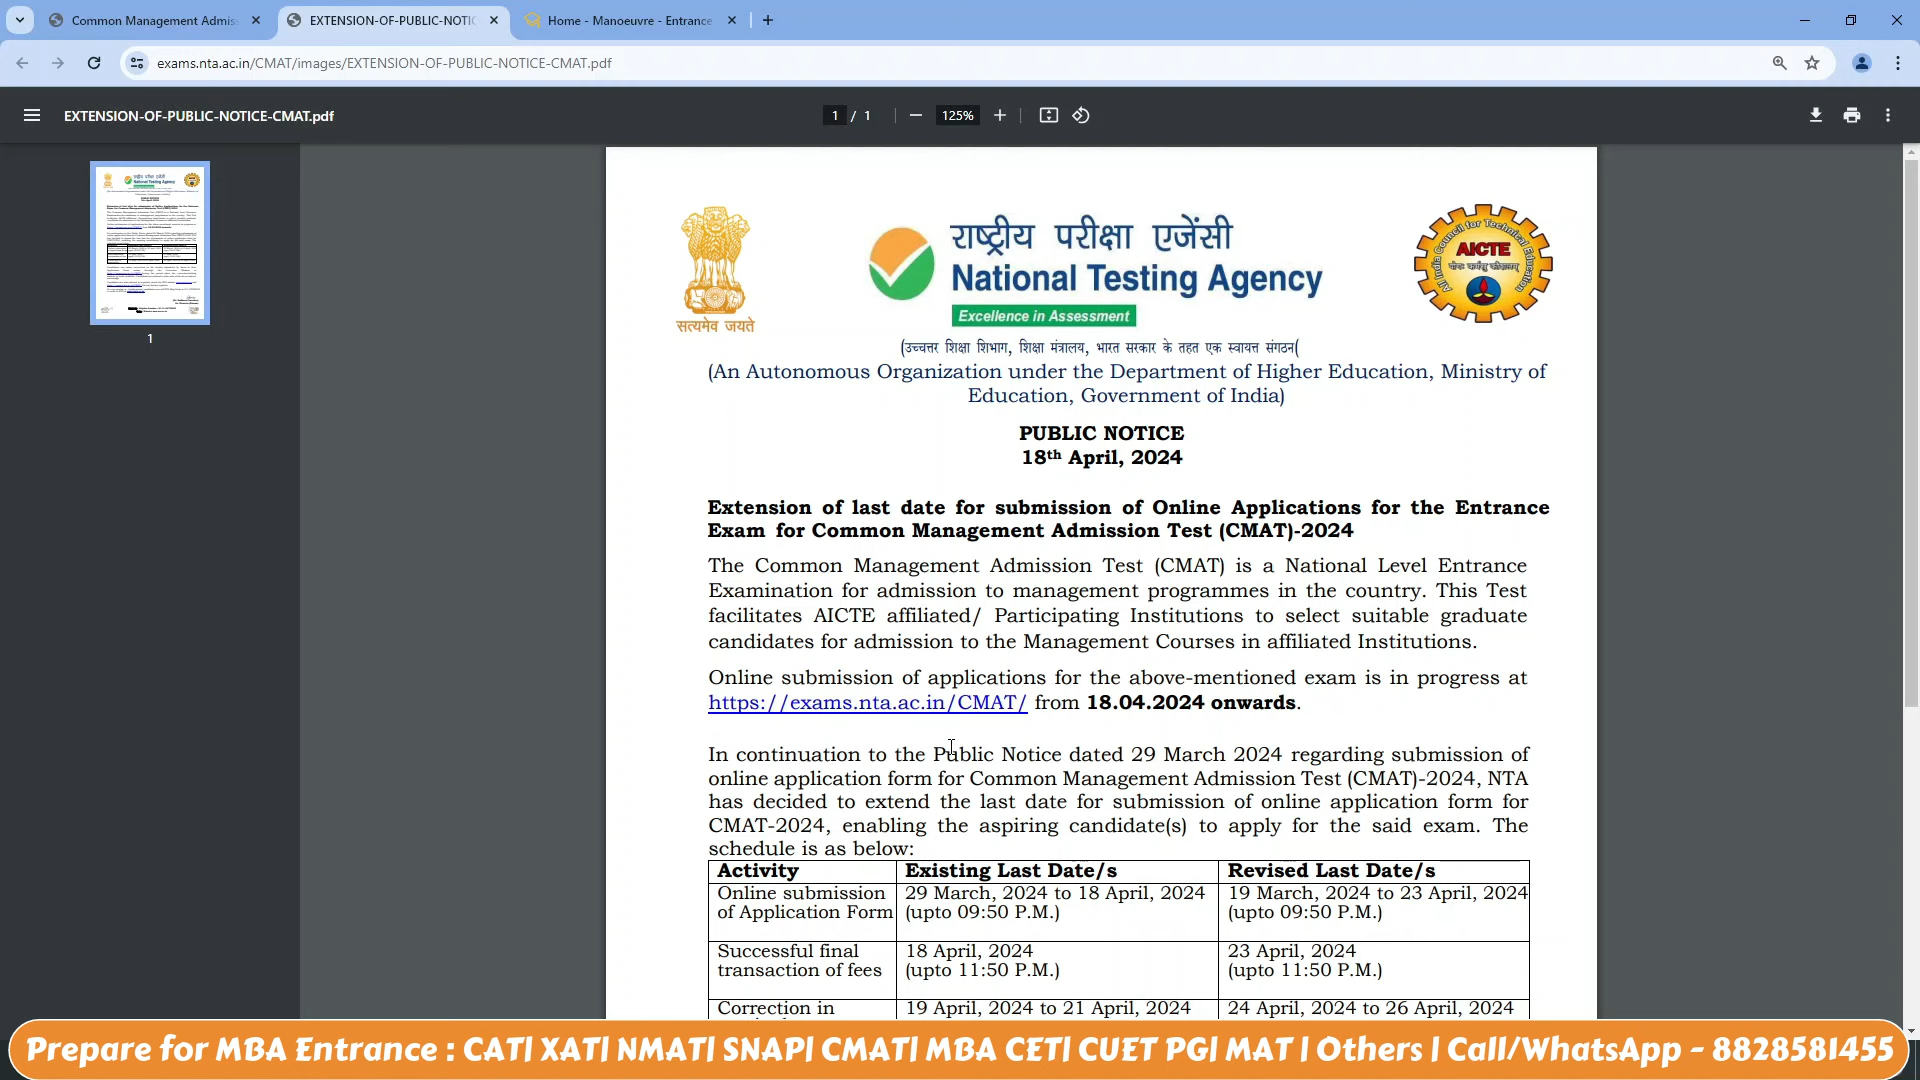 Common Management Admis
EXTENSION-OF-PUBLIC-NOTIC
Home - Manoeuvre - Entrance
exams.nta.ac.in/CMAT/images/EXTENSION-OF-PUBLIC-NOTICE-CMAT.pdf
EXTENSION-OF-PUBLIC-NOTICE-CMAT.pdf
1 / 1
125%
1
सत्यमेव जयते
राष्ट्रीय परीक्षा एजेंसी
National Testing Agency
Excellence in Assessment
All India Council for Technical Education
AICTE
(उच्चत्तर शिक्षा शिभाग, शिक्षा मंत्रालय, भारत सरकार के तहत एक स्वायत्त संगठन(
(An Autonomous Organization under the Department of Higher Education, Ministry of
Education, Government of India)
PUBLIC NOTICE
18th April, 2024
Extension of last date for submission of Online Applications for the Entrance
Exam for Common Management Admission Test (CMAT)-2024
The Common Management Admission Test (CMAT) is a National Level Entrance
Examination for admission to management programmes in the country. This Test
facilitates AICTE affiliated/ Participating Institutions to select suitable graduate
candidates for admission to the Management Courses in affiliated Institutions.
Online submission of applications for the above-mentioned exam is in progress at
https://exams.nta.ac.in/CMAT/ from 18.04.2024 onwards.
In continuation to the Public Notice dated 29 March 2024 regarding submission of
online application form for Common Management Admission Test (CMAT)-2024, NTA
has decided to extend the last date for submission of online application form for
CMAT-2024, enabling the aspiring candidate(s) to apply for the said exam. The
schedule is as below:
Activity Existing Last Date/s Revised Last Date/s
Online submission 29 March, 2024 to 18 April, 2024 19 March, 2024 to 23 April, 2024
of Application Form (upto 09:50 P.M.) (upto 09:50 P.M.)
Successful final 18 April, 2024 23 April, 2024
transaction of fees (upto 11:50 P.M.) (upto 11:50 P.M.)
Correction in 19 April, 2024 to 21 April, 2024 24 April, 2024 to 26 April, 2024
Prepare for MBA Entrance : CAT| XAT| NMAT| SNAP| CMAT| MBA CET| CUET PG| MAT | Others | Call/WhatsApp - 8828581455